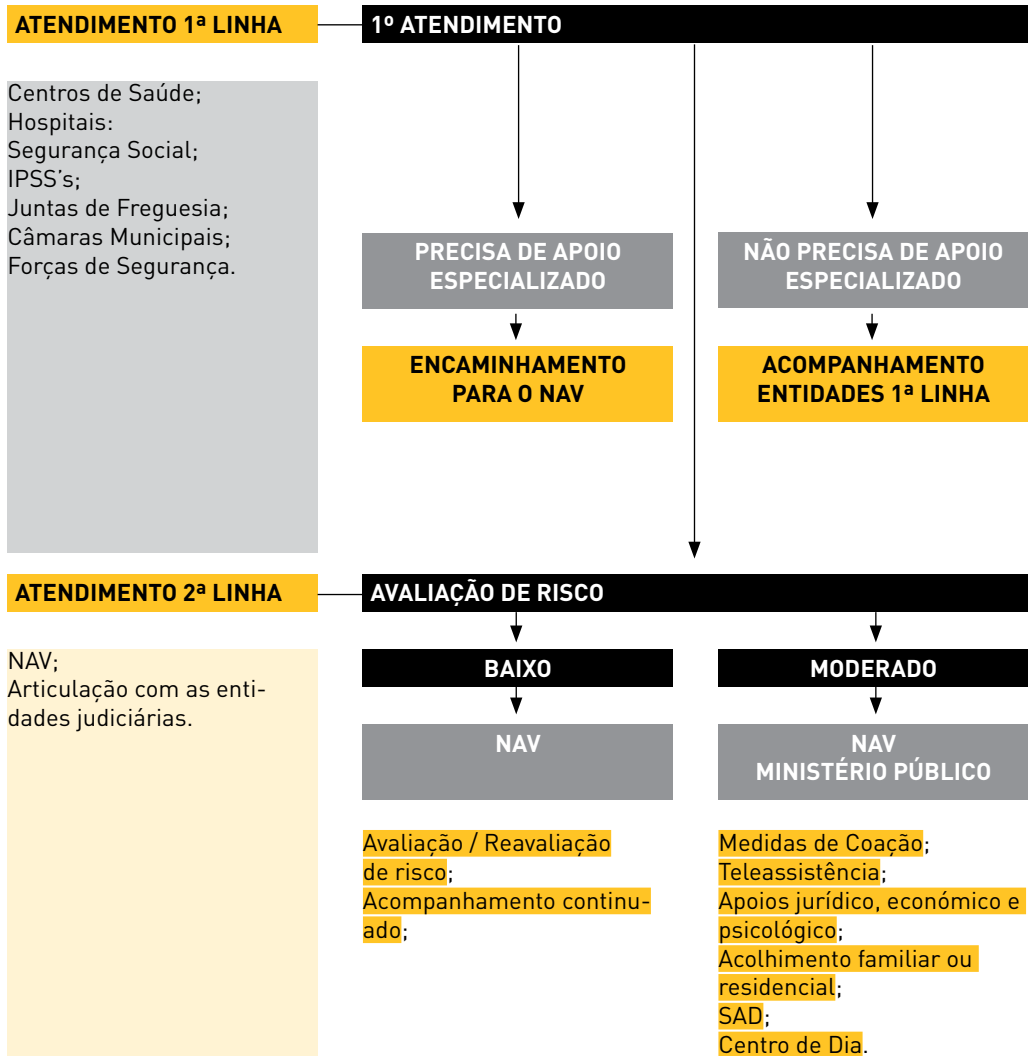 ATENDIMENTO 1ª LINHA
1º ATENDIMENTO
Centros de Saúde;
Hospitais:
Segurança Social;
IPSS's;
Juntas de Freguesia;
Câmaras Municipais;
Forças de Segurança.
PRECISA DE APOIO
ESPECIALIZADO
NÃO PRECISA DE APOIO
ESPECIALIZADO
ENCAMINHAMENTO
PARA O NAV
ACOMPANHAMENTO
ENTIDADES 1ª LINHA
ATENDIMENTO 2ª LINHA
AVALIAÇÃO DE RISCO
NAV;
Articulação com as enti-
dades judiciárias.
BAIXO
MODERADO
NAV
NAV
MINISTÉRIO PÚBLICO
Avaliação / Reavaliação
de risco;
Acompanhamento continu-
ado;
Medidas de Coação;
Teleassistência;
Apoios jurídico, económico e
psicológico;
Acolhimento familiar ou
residencial;
SAD;
Centro de Dia.